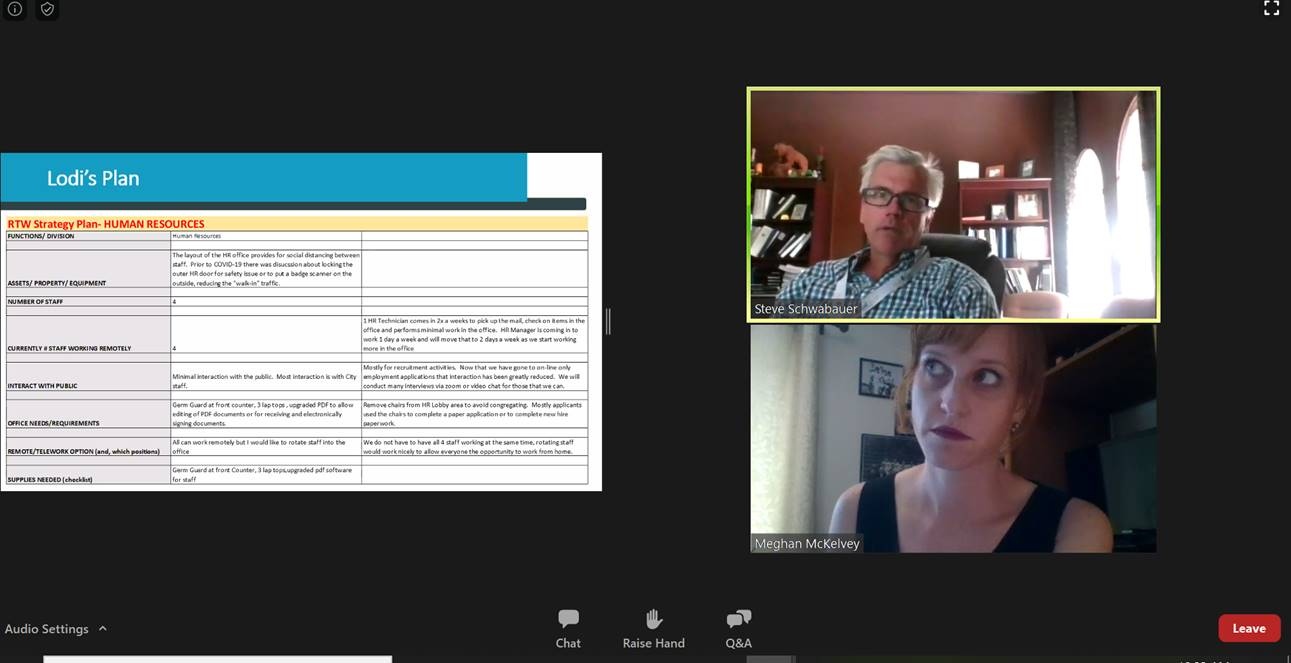 Lodi's Plan
RTW Strategy Plan- HUMAN RESOURCES
FUNCTIONS/ DIVISION
Human Resources
The layout of the HR office provides for social distancing between
staff. Prior to COVID-19 there was disucssion about locking the
outer HR door for safety issue or to put a badge scanner on the
outside, reducing the "walk-in" traffic.
ASSETS/ PROPERTY/ EQUIPMENT
NUMBER OF STAFF
4
1 HR Technician comes in 2x a weeks to pick up the mail, check on items in the
office and performs minimal work in the office. HR Manager is coming in to
work 1 day a week and will move that to 2 days a week as we start working
more in the office
CURRENTLY # STAFF WORKING REMOTELY
4
Mostly for recruitment activities. Now that we have gone to on-line only
employment applications that interaction has been greatly reduced. We will
conduct many interviews via zoom or video chat for those that we can.
Minimal interaction with the public. Most interaction is with City
staff.
INTERACT WITH PUBLIC
Germ Guard at front counter, 3 lap tops , upgraded PDF to allow
editing of PDF documents or for receiving and electronically
signing documents.
Remove chairs from HR Lobby area to avoid congregating. Mostly applicants
used the chairs to complete a paper application or to complete new hire
paperwork.
OFFICE NEEDS/REQUIREMENTS
All can work remotely but I would like to rotate staff into the
office
We do not have to have all 4 staff working at the same time, rotating staff
would work nicely to allow everyone the opportunity to work from home.
REMOTE/TELEWORK OPTION (and, which positions)
Germ Guard at front Counter, 3 lap tops,upgraded pdf software
for staff
SUPPLIES NEEDED (checklist)
Steve Schwabauer
Meghan McKelvey
Audio Settings
Chat
Raise Hand
Q&A
Leave